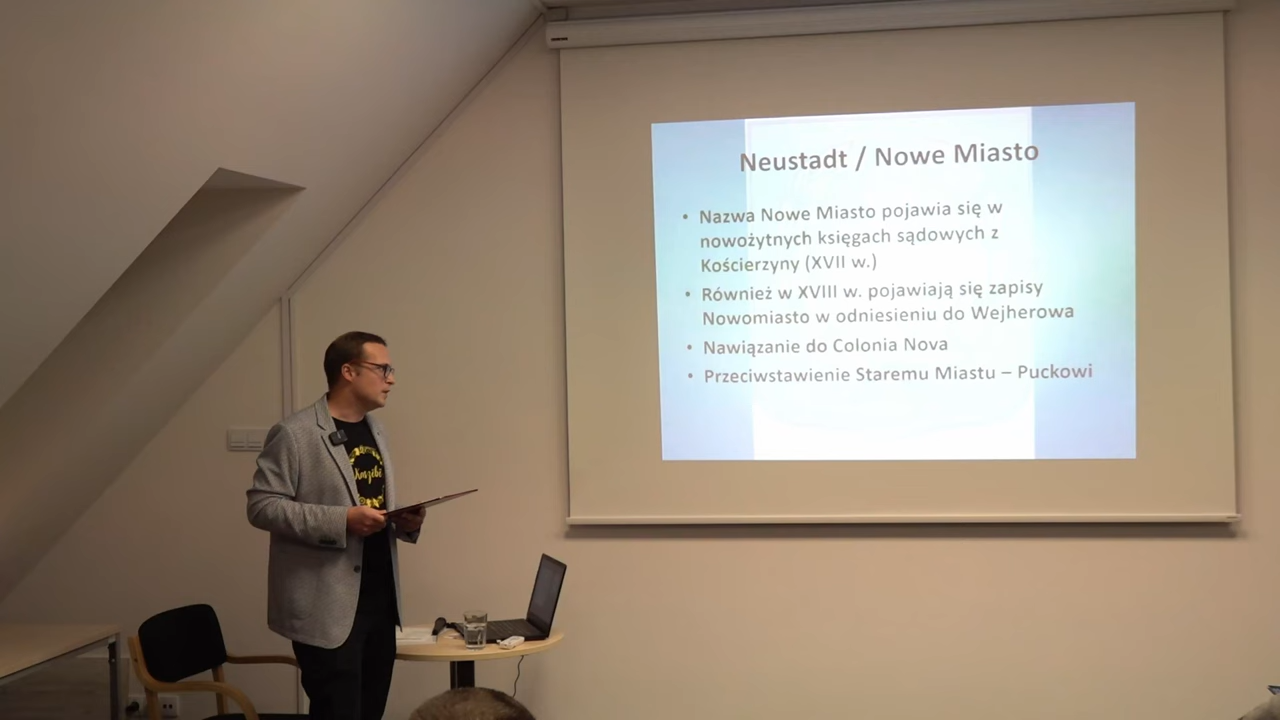 Neustadt / Nowe Miasto
• Nazwa Nowe Miasto pojawia się w
nowożytnych księgach sądowych z
Kościerzyny (XVII w.)
• Również w XVIII w. pojawiają się zapisy
Nowomiasto w odniesieniu do Wejherowa
• Nawiązanie do Colonia Nova
• Przeciwstawienie Staremu Miastu – Puckowi